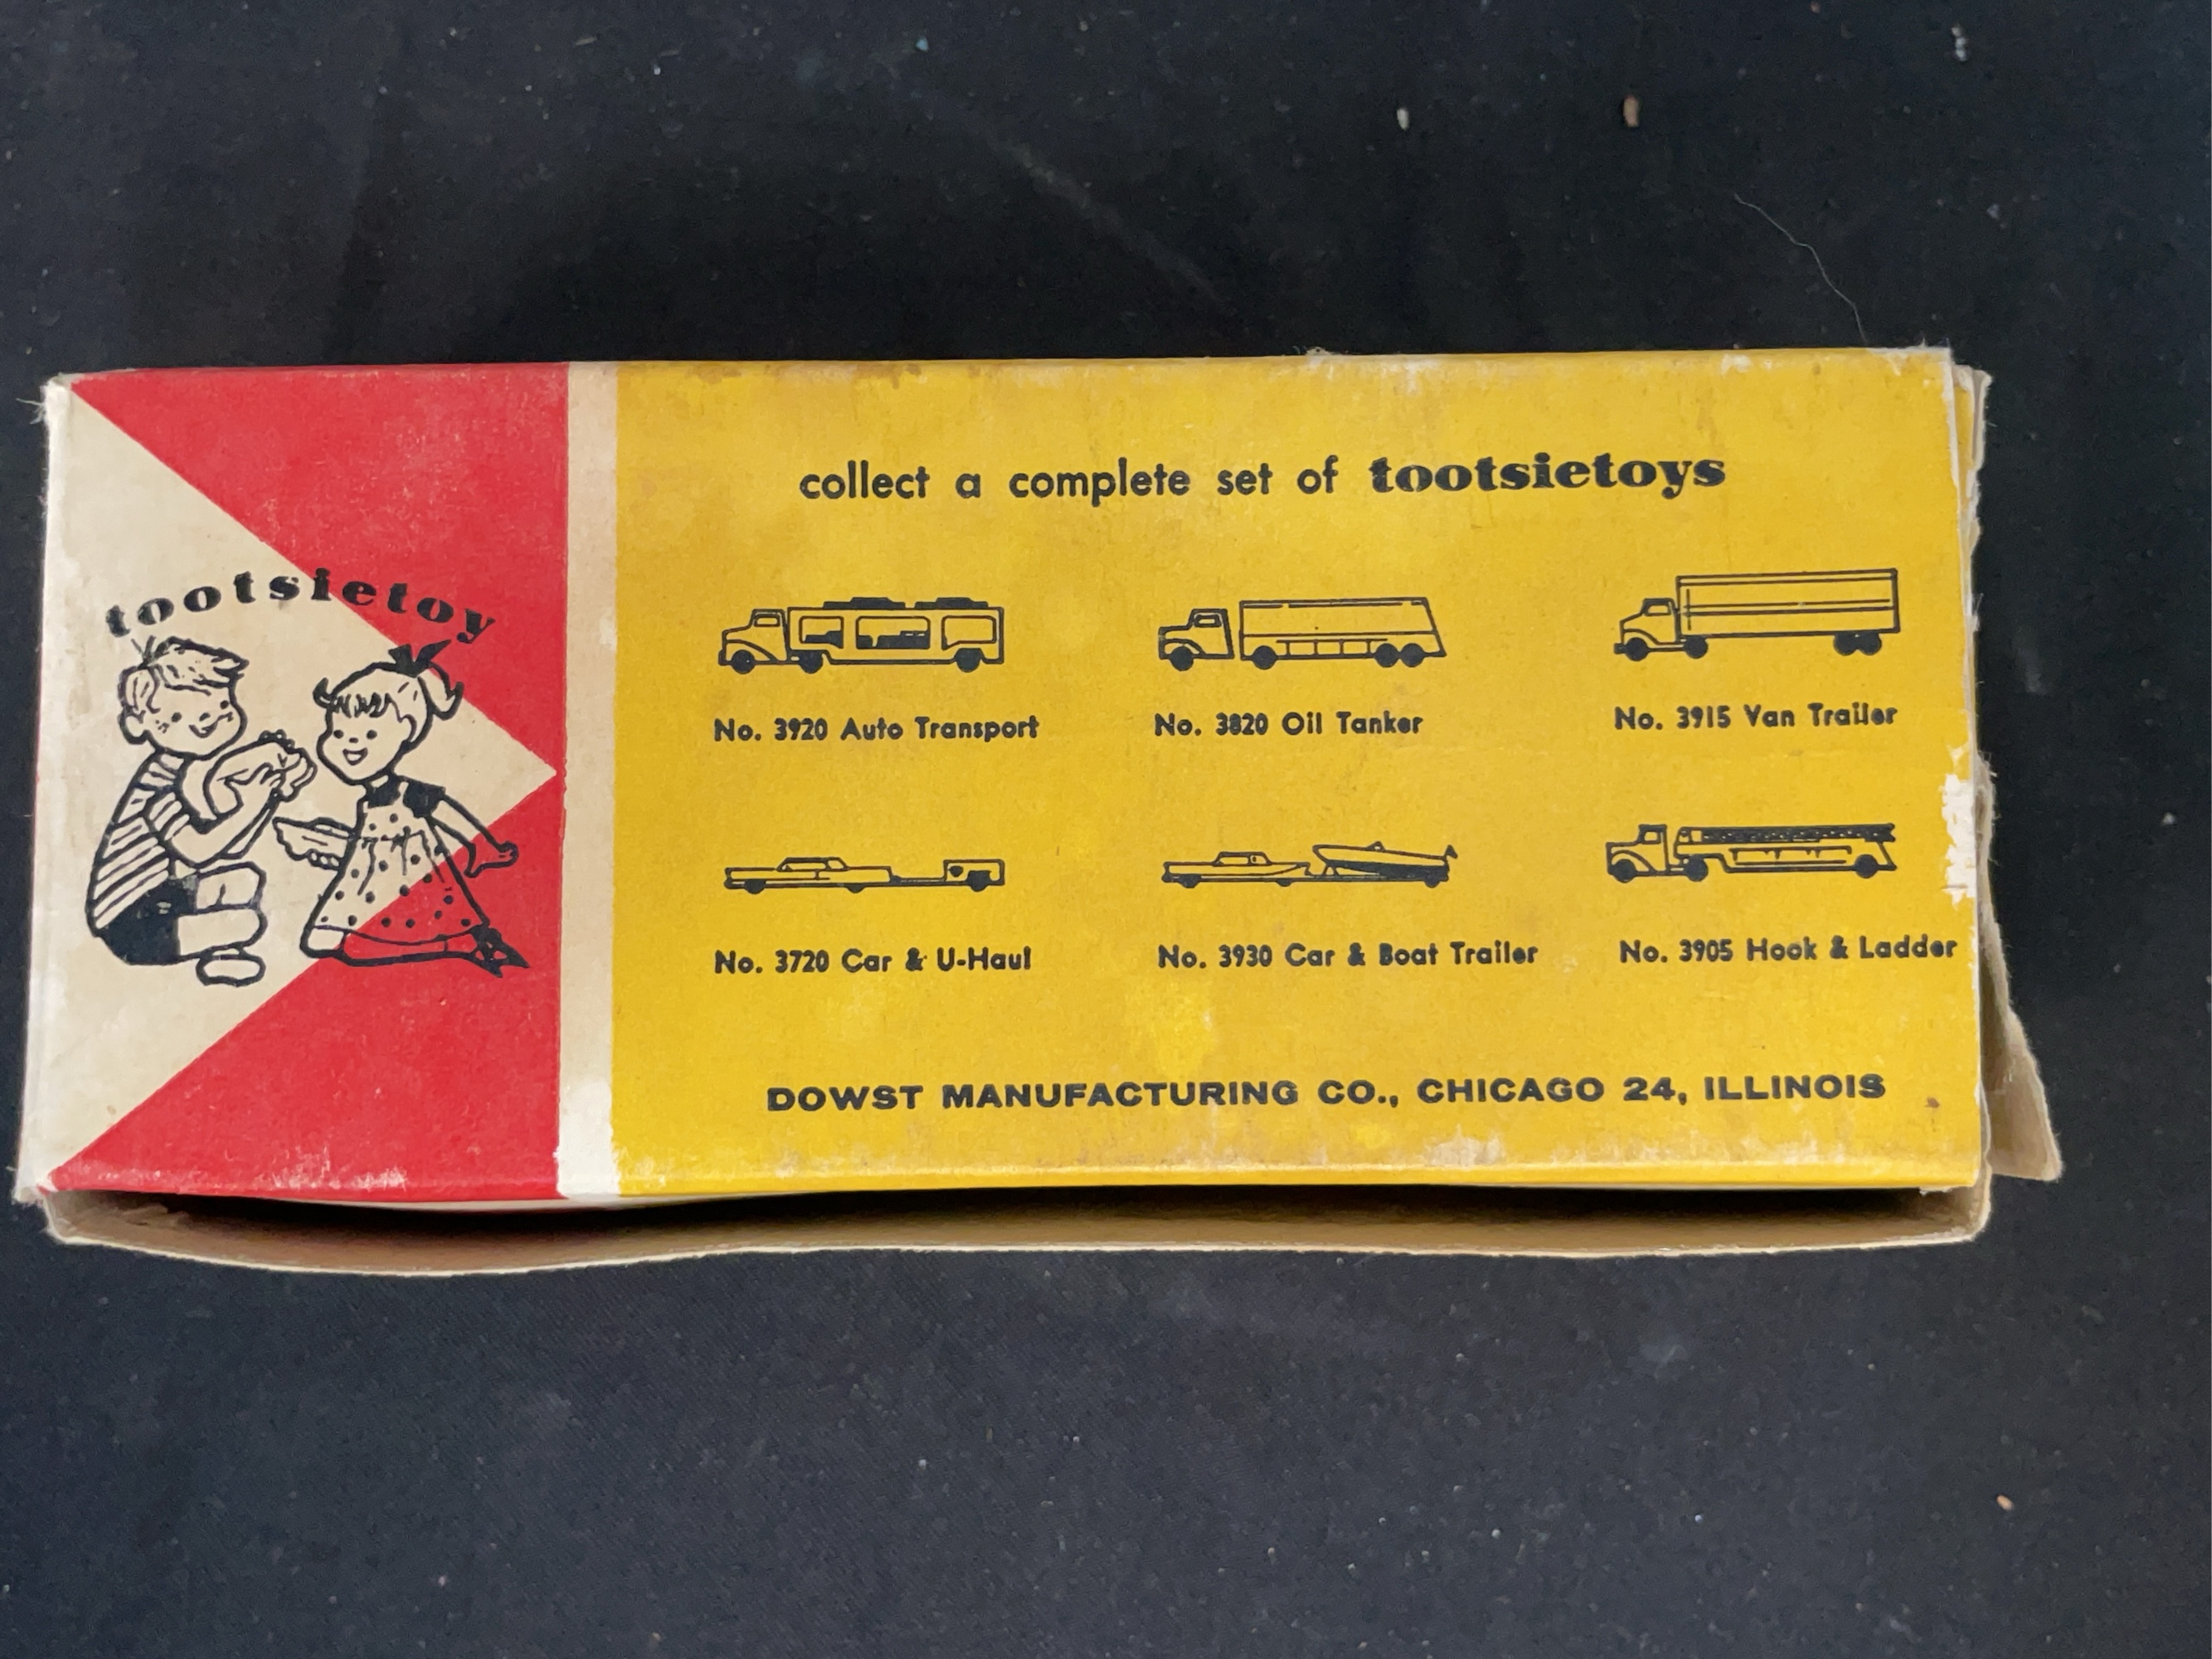 tootsietoy
collect a complete set of tootsietoys
No. 3920 Auto Transport
No. 3820 Oil Tanker
No. 3915 Van Trailer
No. 3720 Car & U-Haul
No. 3930 Car & Boat Trailer
No. 3905 Hook & Ladder
DOWST MANUFACTURING CO., CHICAGO 24, ILLINOIS